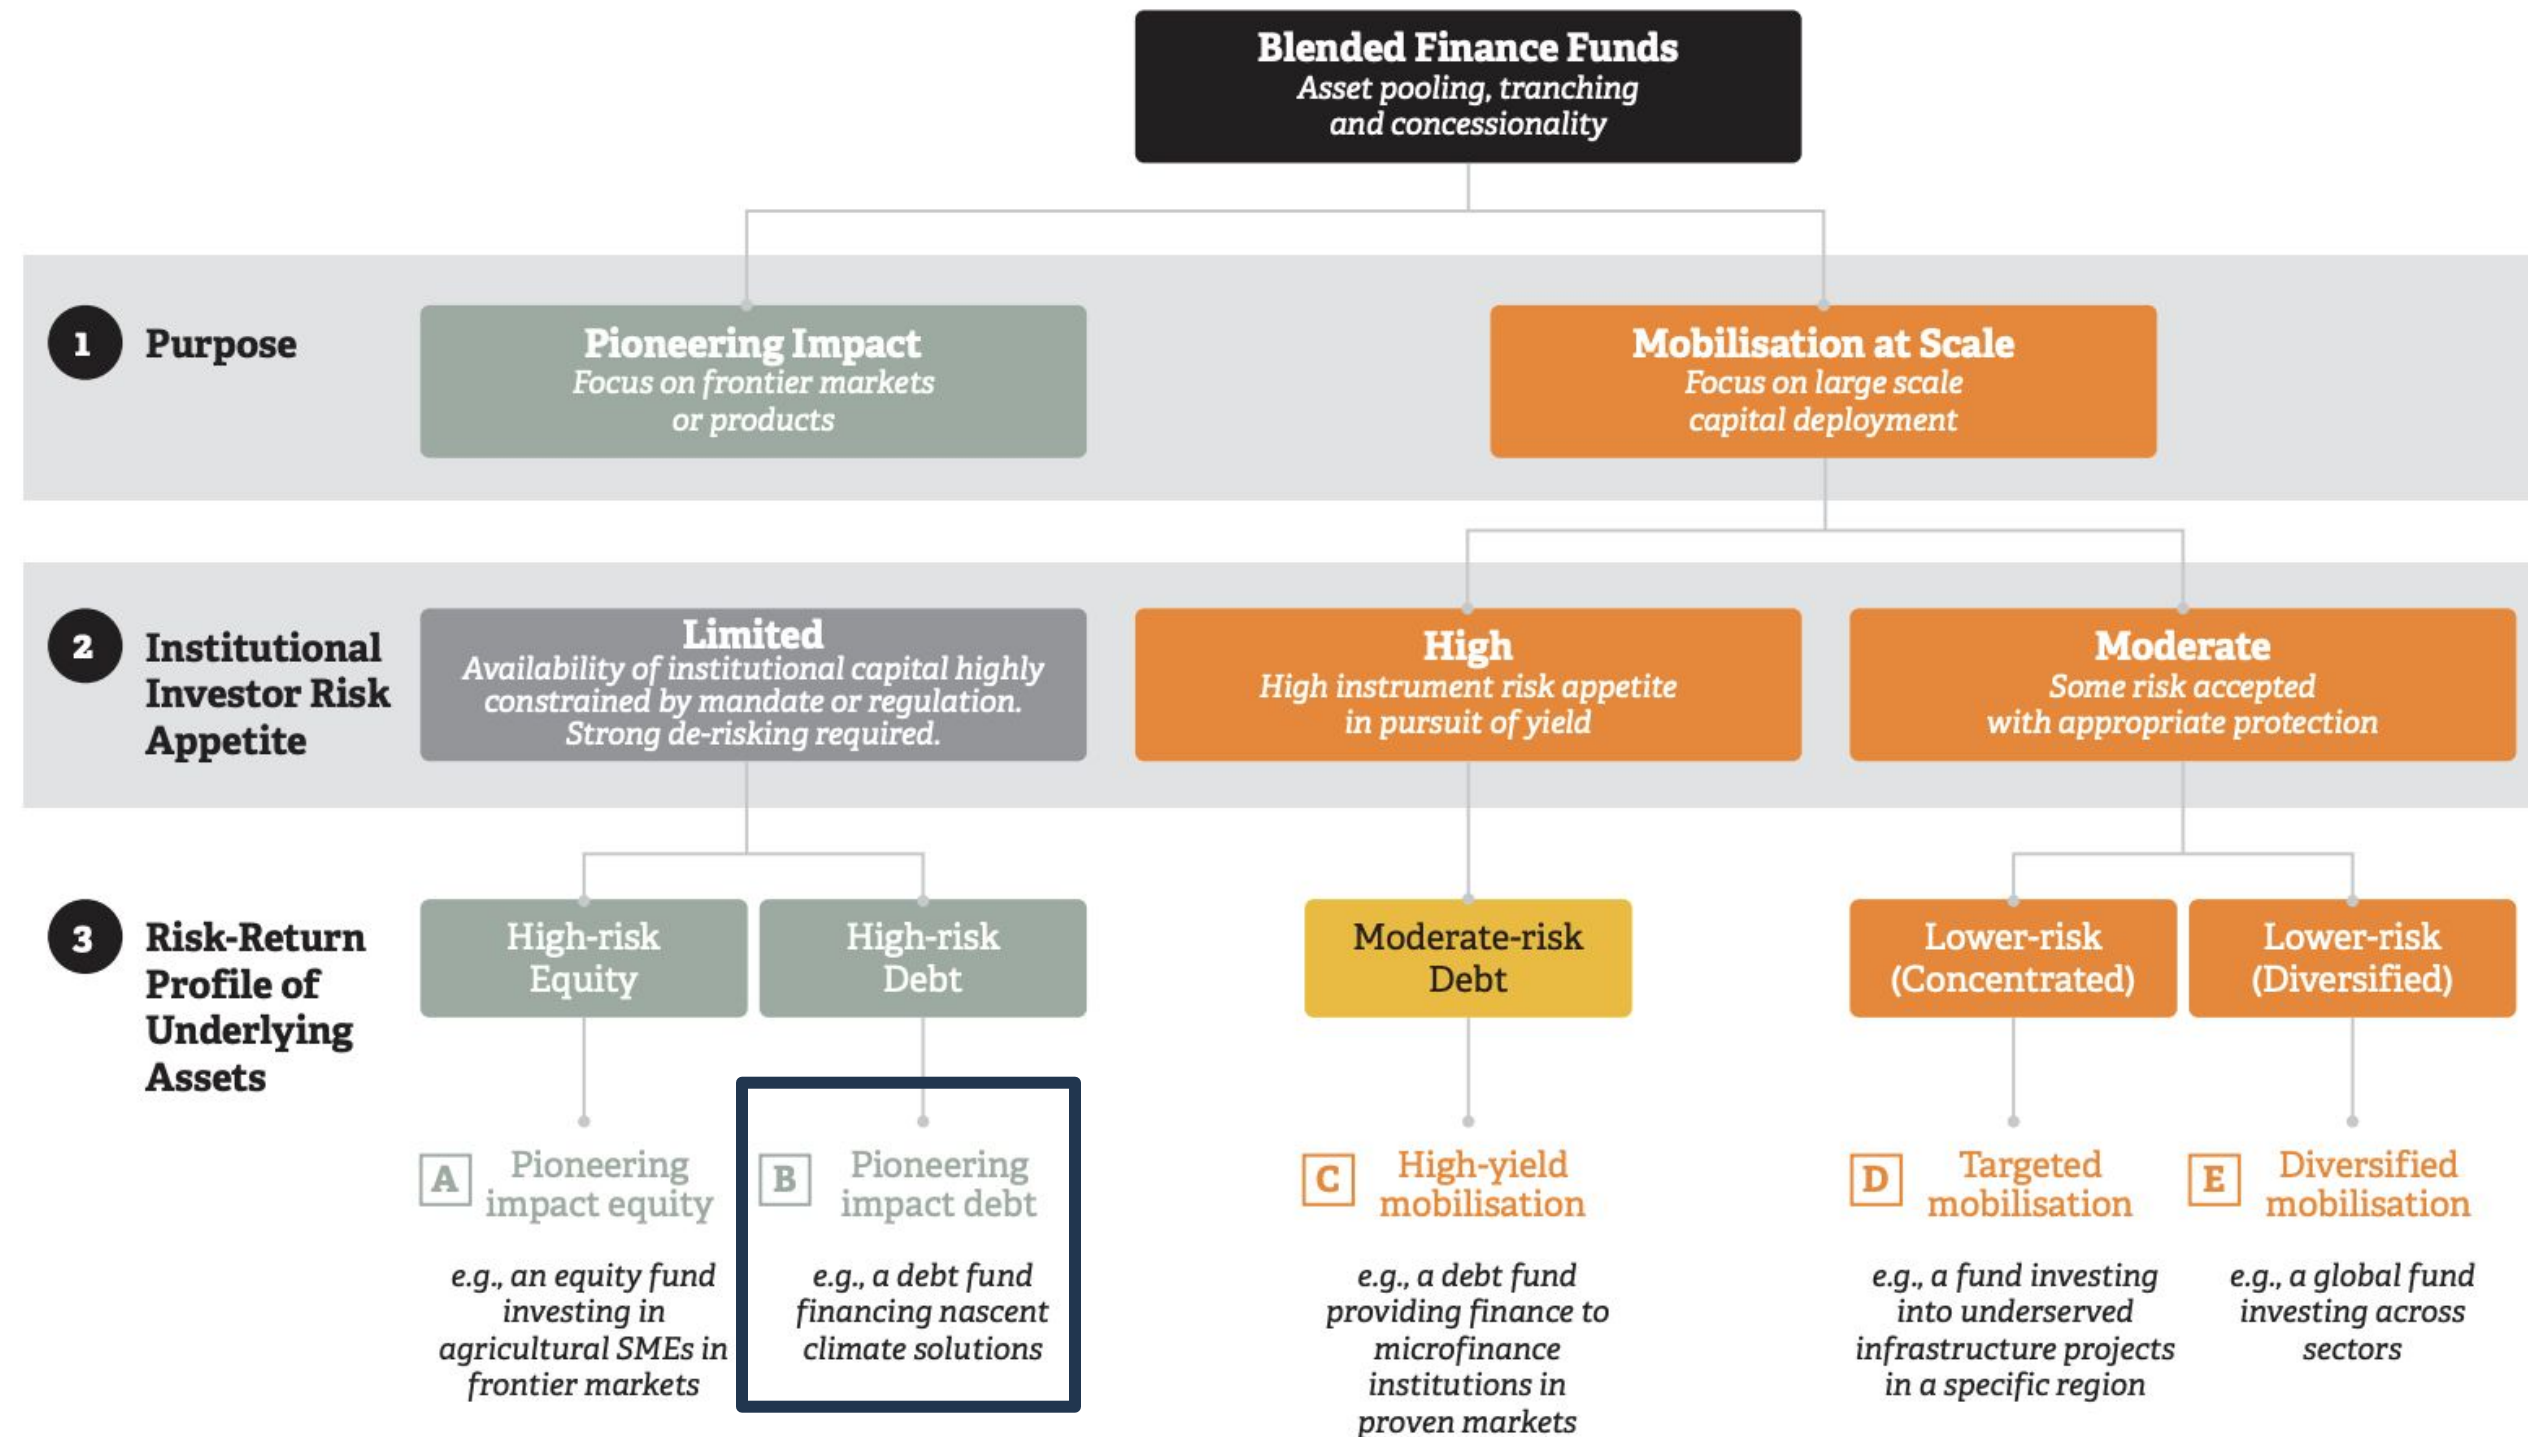 Blended Finance Funds
Asset pooling, tranching
and concessionality
1
Purpose
Pioneering Impact
Focus on frontier markets
or products
Mobilisation at Scale
Focus on large scale
capital deployment
2
Institutional
Investor Risk
Appetite
Limited
Availability of institutional capital highly
constrained by mandate or regulation.
Strong de-risking required.
High
High instrument risk appetite
in pursuit of yield
Moderate
Some risk accepted
with appropriate protection
3
Risk-Return
Profile of
Underlying
Assets
High-risk
Equity
High-risk
Debt
Moderate-risk
Debt
Lower-risk
(Concentrated)
Lower-risk
(Diversified)
A
Pioneering
impact equity
e.g., an equity fund
investing in
agricultural SMEs in
frontier markets
B
Pioneering
impact debt
e.g., a debt fund
financing nascent
climate solutions
C
High-yield
mobilisation
e.g., a debt fund
providing finance to
microfinance
institutions in
proven markets
D
Targeted
mobilisation
e.g., a fund investing
into underserved
infrastructure projects
in a specific region
E
Diversified
mobilisation
e.g., a global fund
investing across
sectors